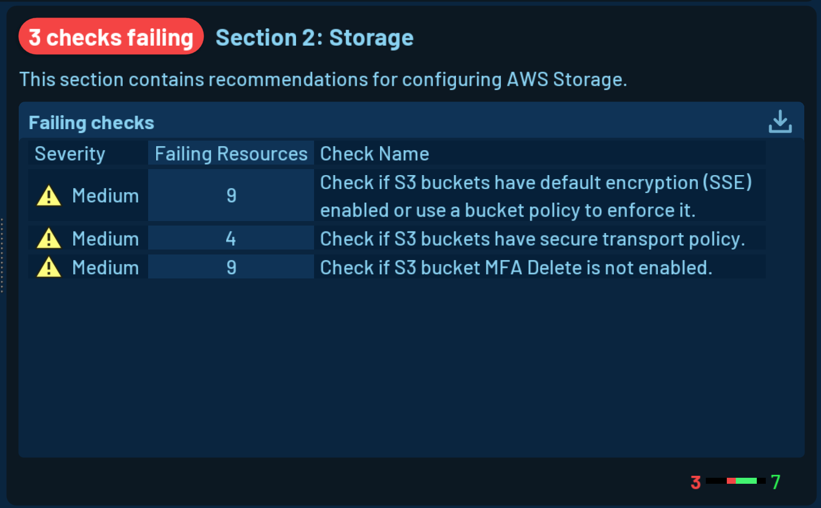 3 checks failing Section 2: Storage
This section contains recommendations for configuring AWS Storage.
Failing checks
Severity Failing Resources Check Name
Medium 9 Check if S3 buckets have default encryption (SSE)
enabled or use a bucket policy to enforce it.
Medium 4 Check if S3 buckets have secure transport policy.
Medium 9 Check if S3 bucket MFA Delete is not enabled.
3 7